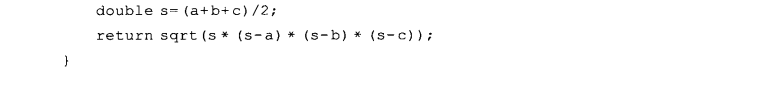 double s=(a+b+c)/2;
return sqrt(s * (s-a) * (s-b) * (s-c));
}